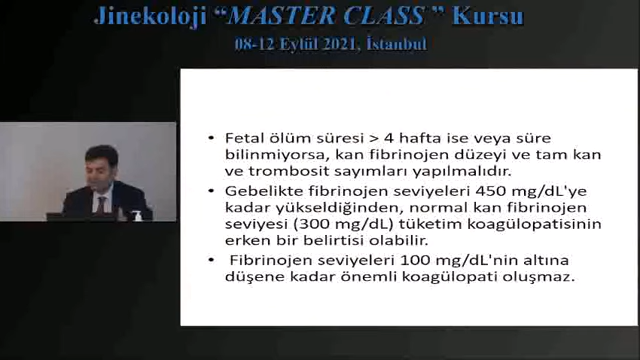 Jinekoloji “MASTER CLASS ” Kursu
08-12 Eylül 2021, İstanbul
• Fetal ölüm süresi > 4 hafta ise veya süre
bilinmiyorsa, kan fibrinojen düzeyi ve tam kan
ve trombosit sayımları yapılmalıdır.
• Gebelikte fibrinojen seviyeleri 450 mg/dL'ye
kadar yükseldiğinden, normal kan fibrinojen
seviyesi (300 mg/dL) tüketim koagülopatisinin
erken bir belirtisi olabilir.
• Fibrinojen seviyeleri 100 mg/dL'nin altına
düşene kadar önemli koagülopati oluşmaz.